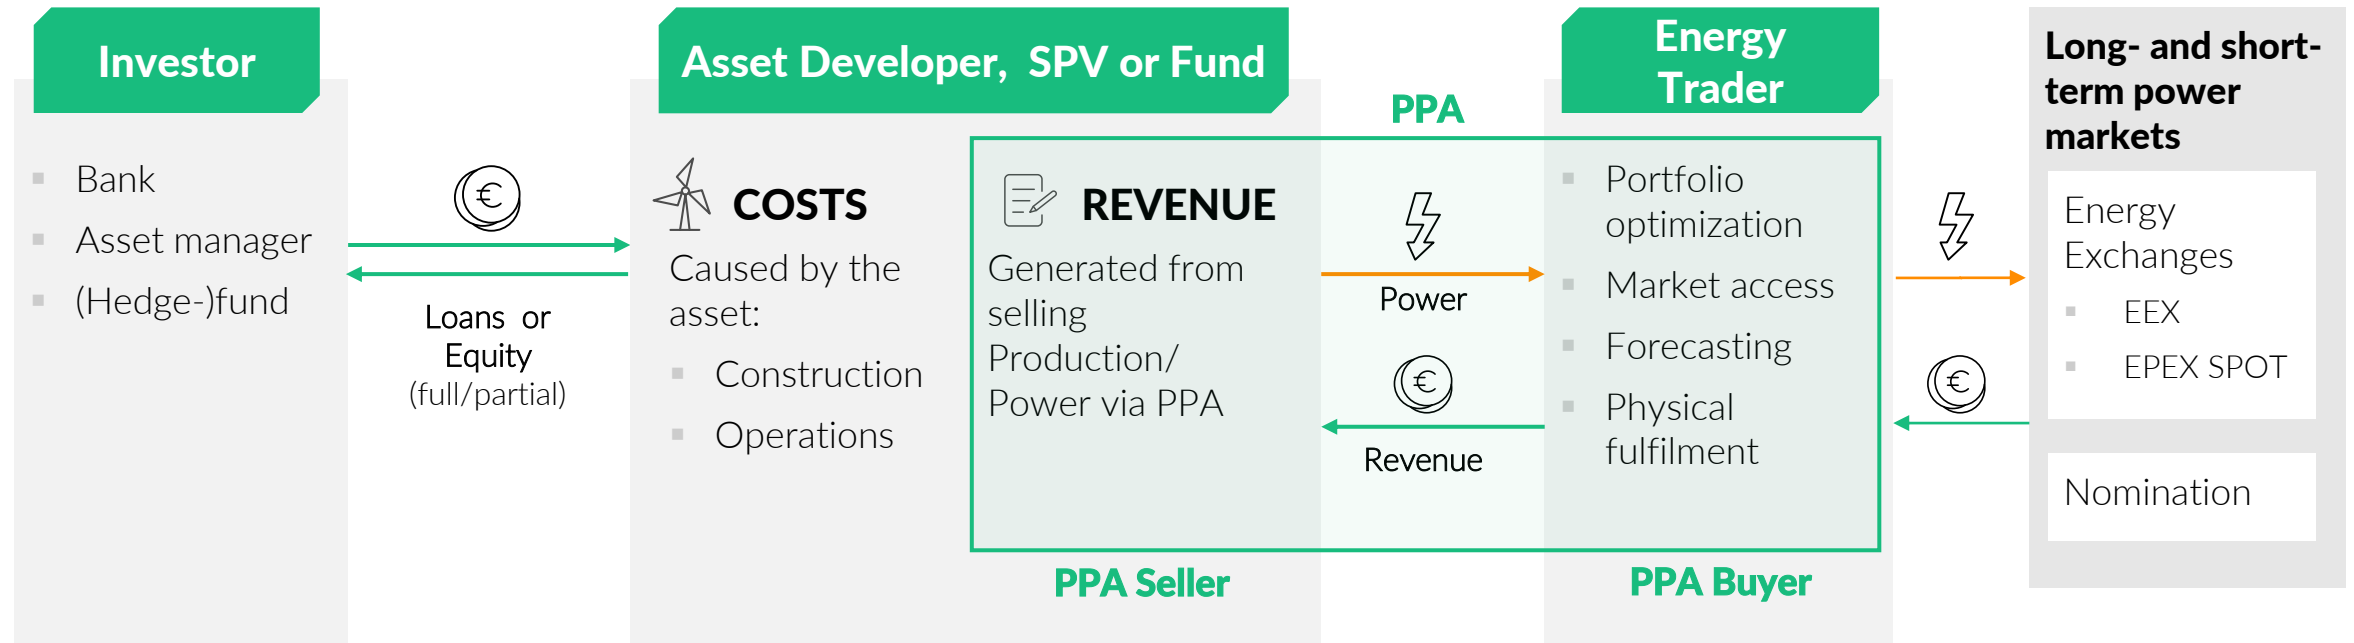 Investor
Bank
Asset manager
(Hedge-)fund
€
Loans or
Equity
(full/partial)
Asset Developer, SPV or Fund
COSTS
Caused by the
asset:
Construction
Operations
REVENUE
Generated from
selling
Production/
Power via PPA
PPA Seller
PPA
Power
€
Revenue
Energy
Trader
Portfolio
optimization
Market access
Forecasting
Physical
fulfilment
PPA Buyer
€
Long- and short-
term power
markets
Energy
Exchanges
EEX
EPEX SPOT
Nomination